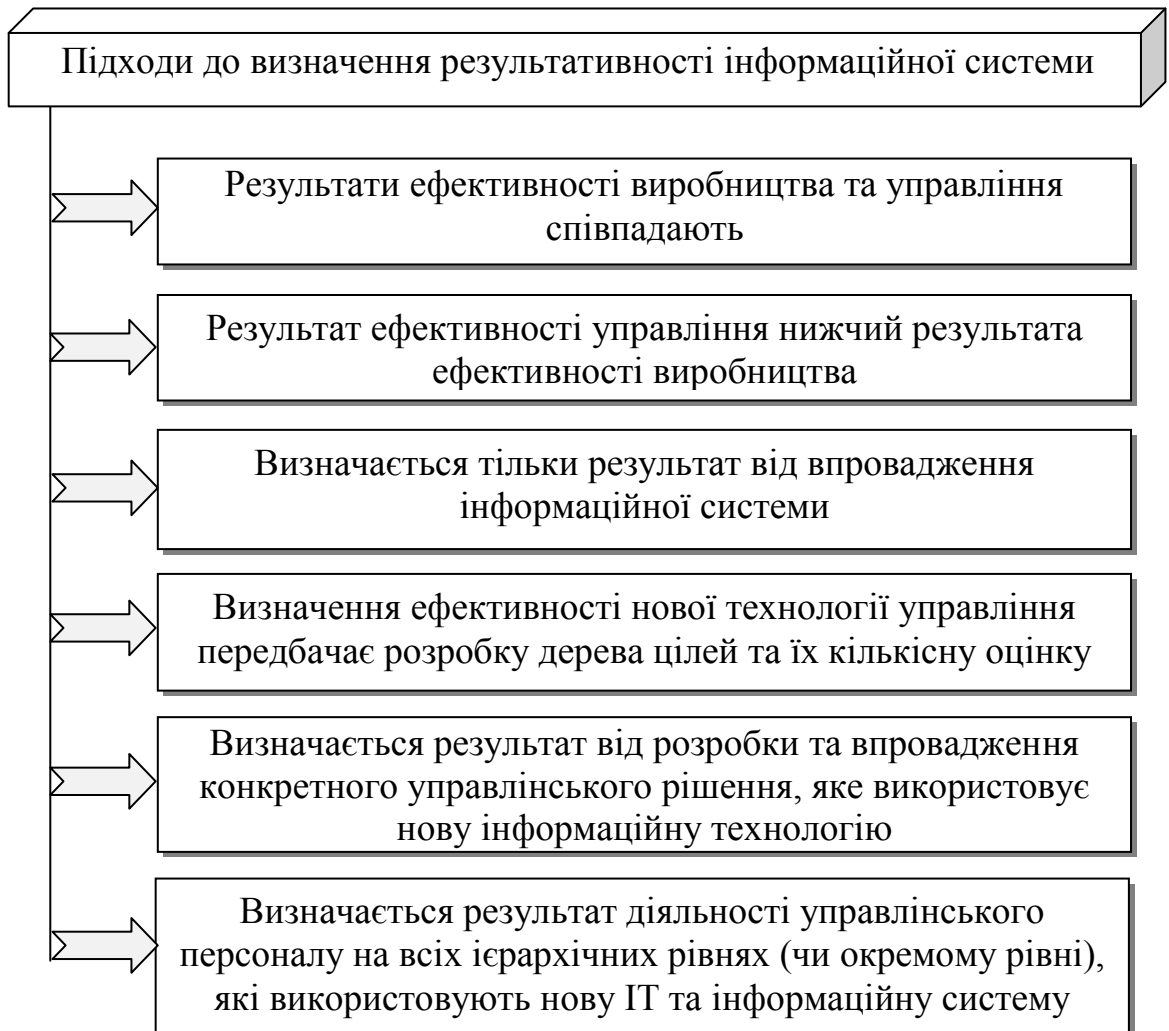 Підходи до визначення результативності інформаційної системи
Результати ефективності виробництва та управління
співпадають
Результат ефективності управління нижчий результата
ефективності виробництва
Визначається тільки результат від впровадження
інформаційної системи
Визначення ефективності нової технології управління
передбачає розробку дерева цілей та їх кількісну оцінку
Визначається результат від розробки та впровадження
конкретного управлінського рішення, яке використовує
нову інформаційну технологію
Визначається результат діяльності управлінського
персоналу на всіх ієрархічних рівнях (чи окремому рівні),
які використовують нову ІТ та інформаційну систему